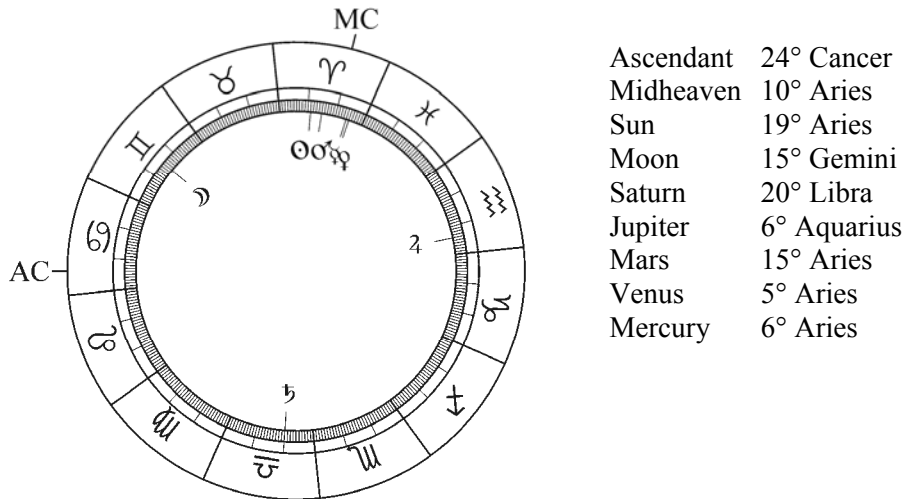 MC
AC
Ascendant 24° Cancer
Midheaven 10° Aries
Sun 19° Aries
Moon 15° Gemini
Saturn 20° Libra
Jupiter 6° Aquarius
Mars 15° Aries
Venus 5° Aries
Mercury 6° Aries